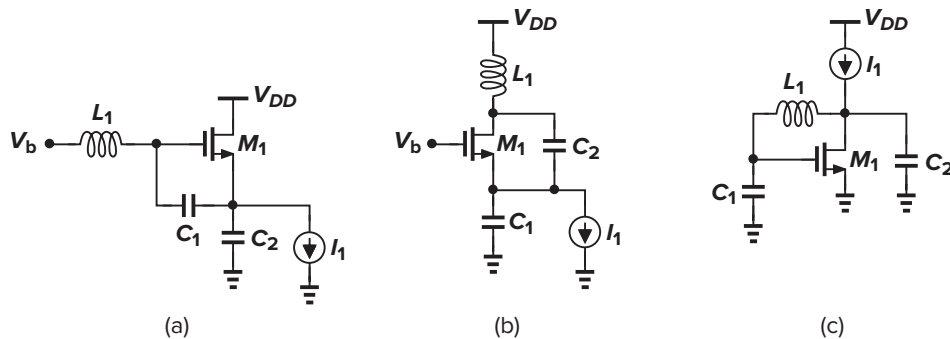 V_DD
L_1
V_b
M_1
C_1
C_2
I_1
V_DD
(a)
V_DD
L_1
V_b
M_1
C_2
C_1
I_1
(b)
V_DD
I_1
L_1
M_1
C_1
C_2
(c)